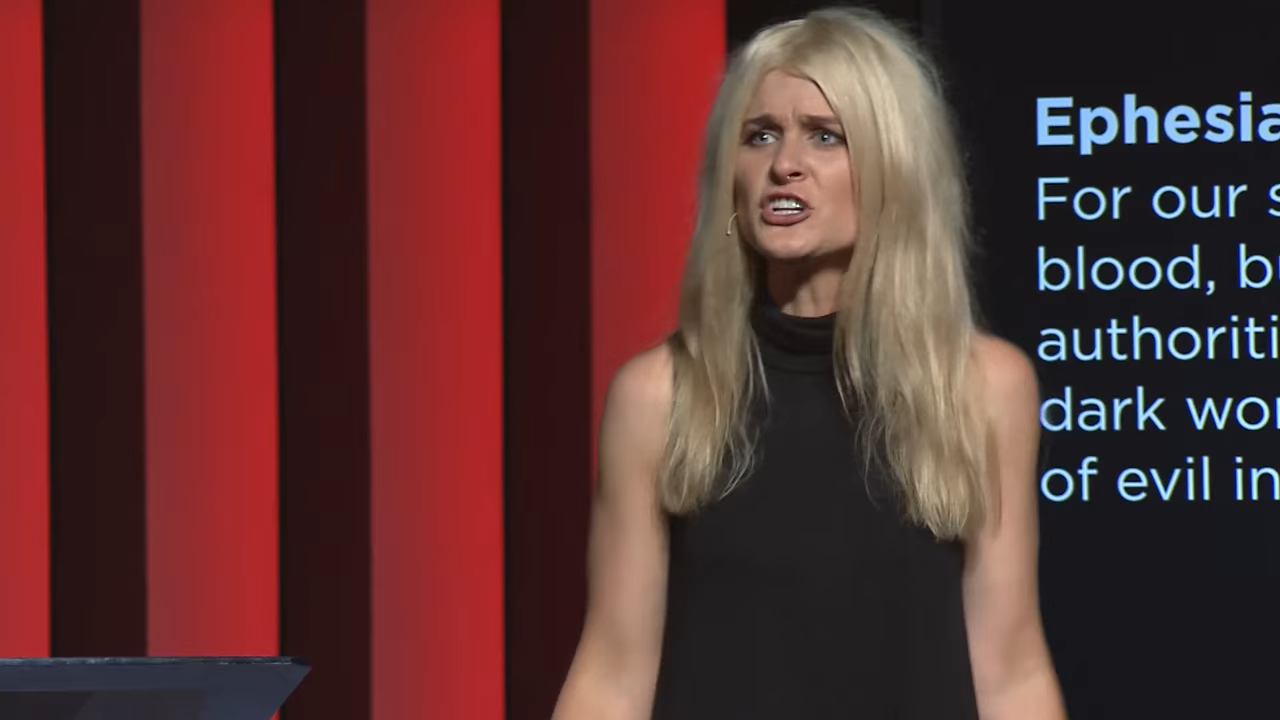 Ephesia
For our s
blood, bu
authoriti
dark wor
of evil in